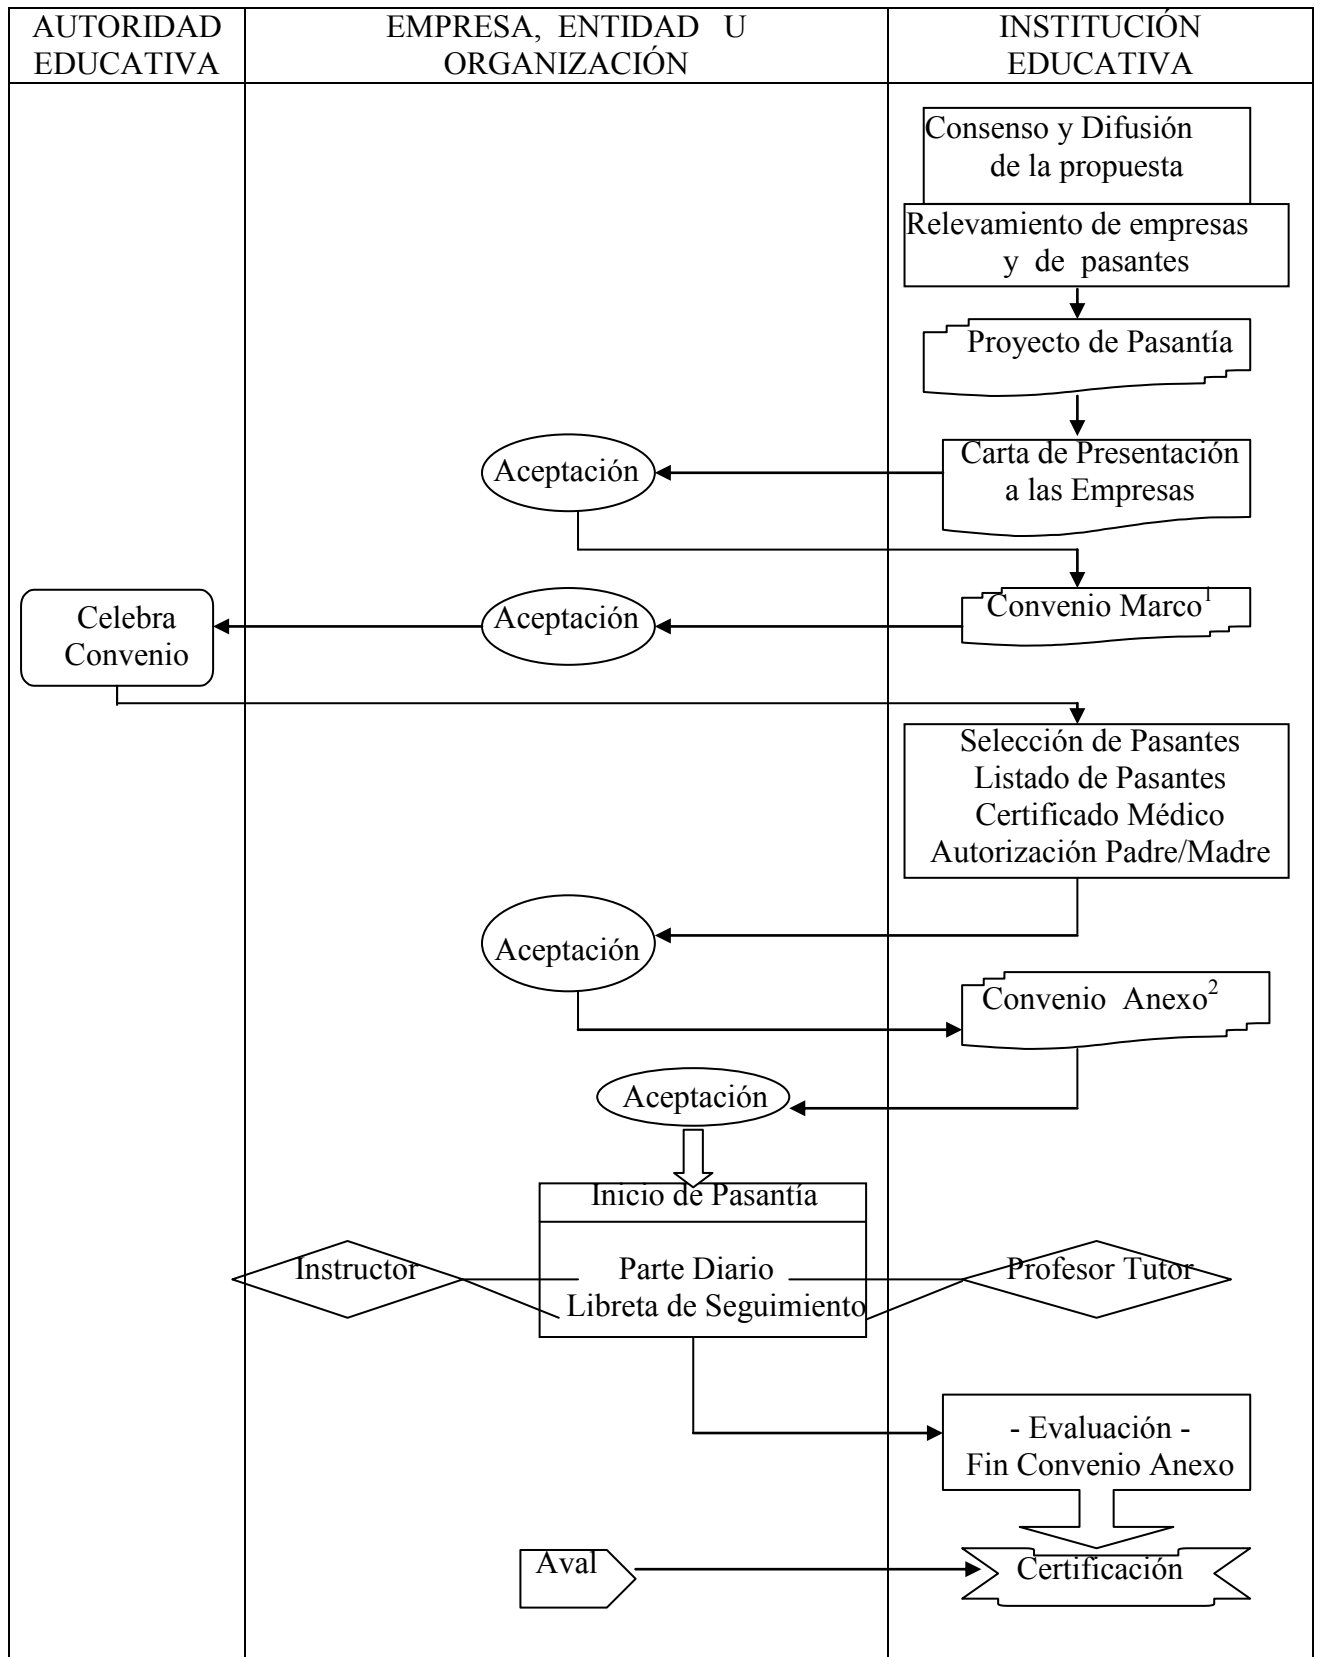 AUTORIDAD
EDUCATIVA
EMPRESA, ENTIDAD U
ORGANIZACIÓN
INSTITUCIÓN
EDUCATIVA
Consenso y Difusión
de la propuesta
Relevamiento de empresas
y de pasantes
Proyecto de Pasantía
Carta de Presentación
a las Empresas
Aceptación
Convenio Marco¹
Aceptación
Celebra
Convenio
Selección de Pasantes
Listado de Pasantes
Certificado Médico
Autorización Padre/Madre
Aceptación
Convenio Anexo²
Aceptación
Inicio de Pasantía
Instructor
Parte Diario
Libreta de Seguimiento
Profesor Tutor
- Evaluación -
Fin Convenio Anexo
Aval
Certificación